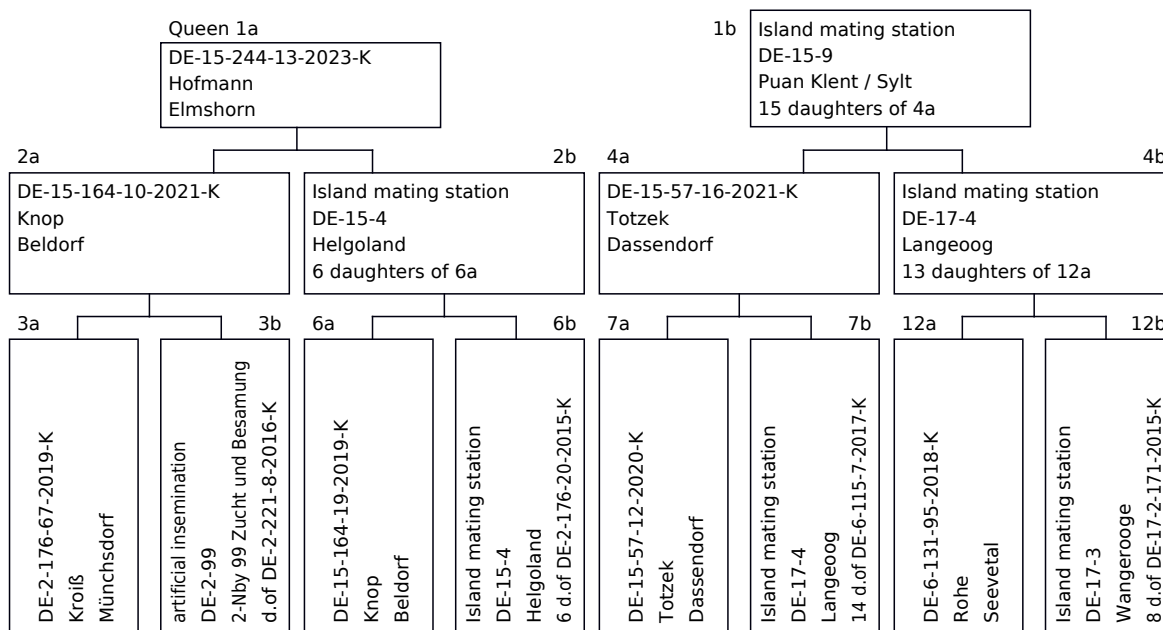 Queen 1a
DE-15-244-13-2023-K
Hofmann
Elmshorn
1b
Island mating station
DE-15-9
Puan Klent / Sylt
15 daughters of 4a
2a
DE-15-164-10-2021-K
Knop
Beldorf
2b
Island mating station
DE-15-4
Helgoland
6 daughters of 6a
4a
DE-15-57-16-2021-K
Totzek
Dassendorf
4b
Island mating station
DE-17-4
Langeoog
13 daughters of 12a
3a
DE-2-176-67-2019-K
Kroiß
Münchsdorf
3b
artificial insemination
DE-2-99
2-Nby 99 Zucht und Besamung
d.of DE-2-221-8-2016-K
6a
DE-15-164-19-2019-K
Knop
Beldorf
6b
Island mating station
DE-15-4
Helgoland
6 d.of DE-2-176-20-2015-K
7a
DE-15-57-12-2020-K
Totzek
Dassendorf
7b
Island mating station
DE-17-4
Langeoog
14 d.of DE-6-115-7-2017-K
12a
DE-6-131-95-2018-K
Rohe
Seevetal
12b
Island mating station
DE-17-3
Wangerooge
8 d.of DE-17-2-171-2015-K